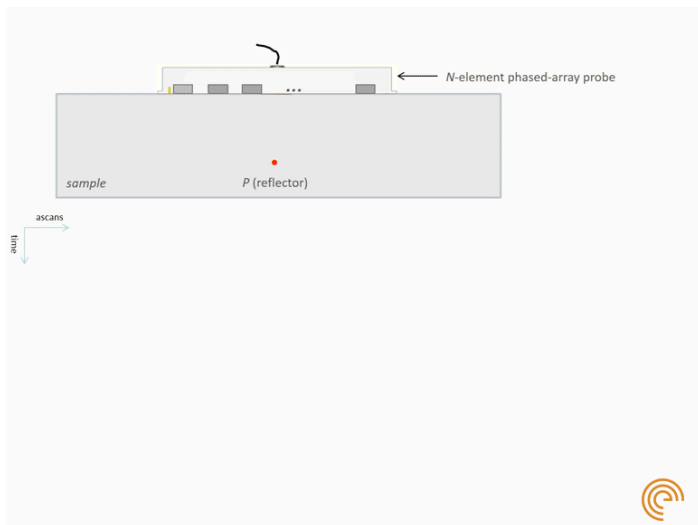 N-element phased-array probe
...
sample
P (reflector)
ascans
time